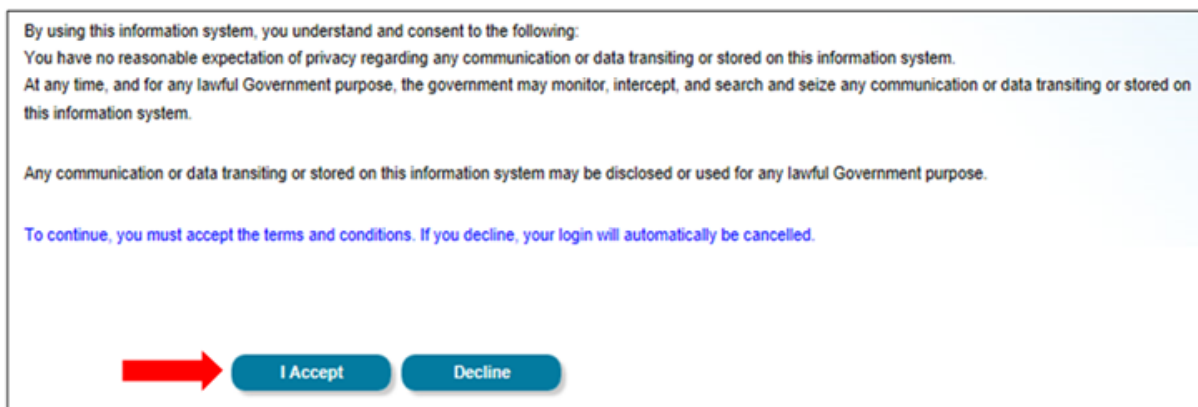 By using this information system, you understand and consent to the following:
You have no reasonable expectation of privacy regarding any communication or data transiting or stored on this information system.
At any time, and for any lawful Government purpose, the government may monitor, intercept, and search and seize any communication or data transiting or stored on
this information system.
Any communication or data transiting or stored on this information system may be disclosed or used for any lawful Government purpose.
To continue, you must accept the terms and conditions. If you decline, your login will automatically be cancelled.
I Accept Decline